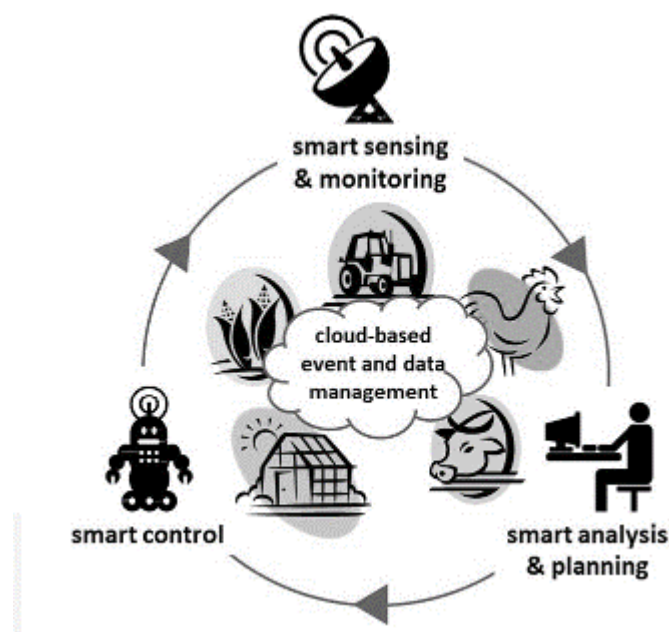 smart sensing
& monitoring
cloud-based
event and data
management
smart control
smart analysis
& planning